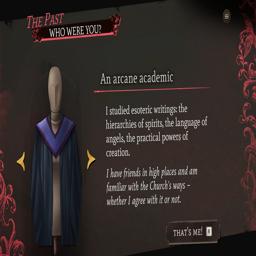 The Past
WHO WERE YOU?
An arcane academic
I studied esoteric writings: the
hierarchies of spirits, the language of
angels, the practical powers of
creation.
I have friends in high places and am
familiar with the Church's ways –
whether I agree with it or not.
THAT'S ME!